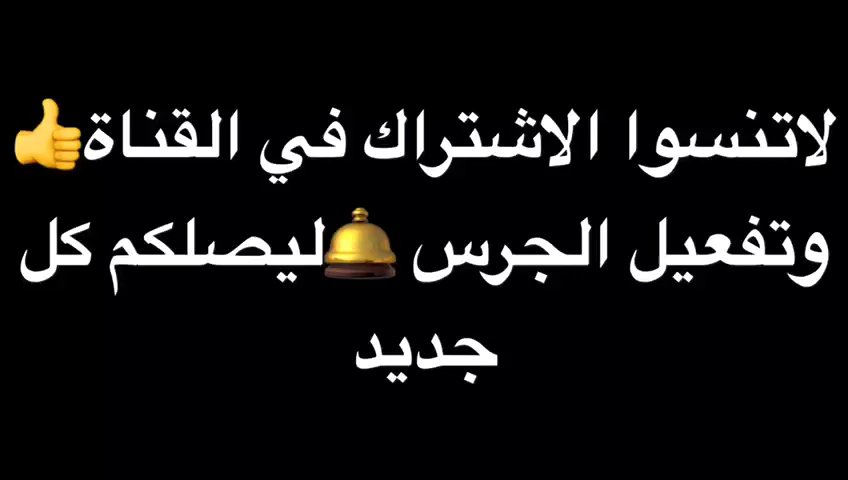 لاتنسوا الاشتراك في القناة👍
وتفعيل الجرس 🛎ليصلكم كل
جديد